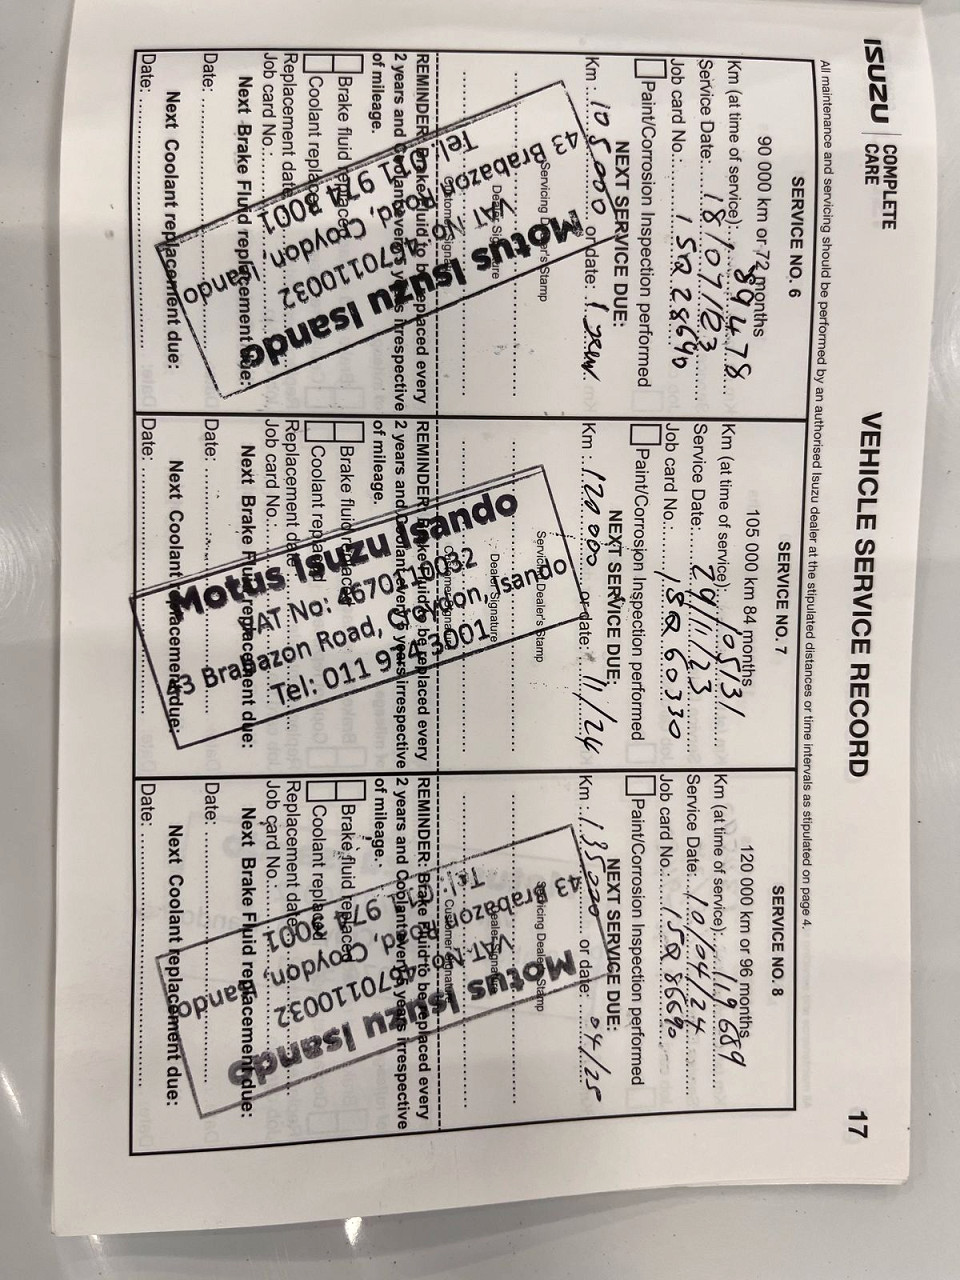 ISUZU
COMPLETE
CARE
VEHICLE SERVICE RECORD
17
All maintenance and servicing should be performed by an authorised Isuzu dealer at the stipulated distances or time intervals as stipulated on page 4.
SERVICE NO. 6
90 000 km or 72 months
Km (at time of service): 89478
Service Date: 18/07/23
Job card No.:
Paint/Corrosion Inspection performed
NEXT SERVICE DUE:
Km : 105000 or date:
Servicing Dealer's Stamp
Dealer Signature
Customer Signature
Motus Isuzu Isando
VAT No: 4670110032
43 Brabazon Road, Croydon, Isando
Tel: 011 974 3001
REMINDER: Brake Fluid to be replaced every
2 years and Coolant every 5 years irrespective
of mileage.
Brake fluid replaced
Coolant replaced
Replacement date:
Job card No.:
Next Brake Fluid replacement due:
Date:
Next Coolant replacement due:
Date:
SERVICE NO. 7
105 000 km 84 months
Km (at time of service): 105131
Service Date: 29/11/23
Job card No.:
Paint/Corrosion Inspection performed
NEXT SERVICE DUE:
Km : 120 000 or date: 11/24
Servicing Dealer's Stamp
Dealer Signature
Customer Signature
Motus Isuzu Isando
VAT No: 4670110032
43 Brabazon Road, Croydon, Isando
Tel: 011 974 3001
REMINDER: Brake Fluid to be replaced every
2 years and Coolant every 5 years irrespective
of mileage.
Brake fluid replaced
Coolant replaced
Replacement date
Job card No.:
Next Brake Fluid replacement due:
Date:
Next Coolant replacement due:
Date:
SERVICE NO. 8
120 000 km or 96 months
Km (at time of service): 119 689
Service Date: 10/04/24
Job card No.:
Paint/Corrosion Inspection performed
NEXT SERVICE DUE:
Km : or date: 04/25
Servicing Dealer's Stamp
Dealer Signature
Customer Signature
Motus Isuzu Isando
VAT No: 4670110032
43 Brabazon Road, Croydon, Isando
Tel: 011 974 3001
REMINDER: Brake Fluid to be replaced every
2 years and Coolant every 5 years irrespective
of mileage.
Brake fluid replaced
Coolant replaced
Replacement date
Job card No.:
Next Brake Fluid replacement due:
Date:
Next Coolant replacement due:
Date: